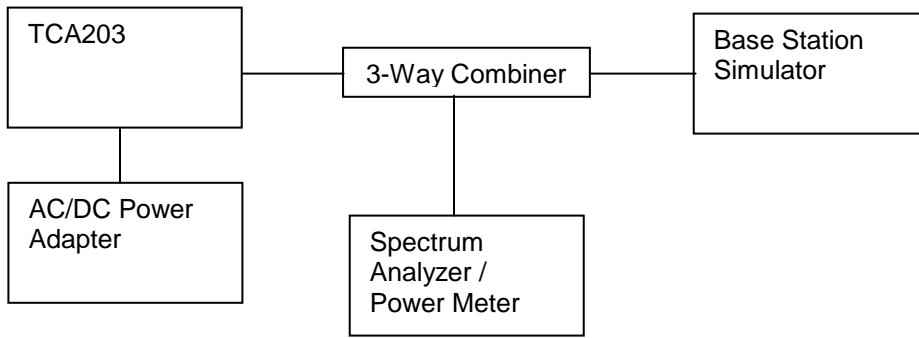 TCA203
3-Way Combiner
Base Station
Simulator
AC/DC Power
Adapter
Spectrum
Analyzer /
Power Meter